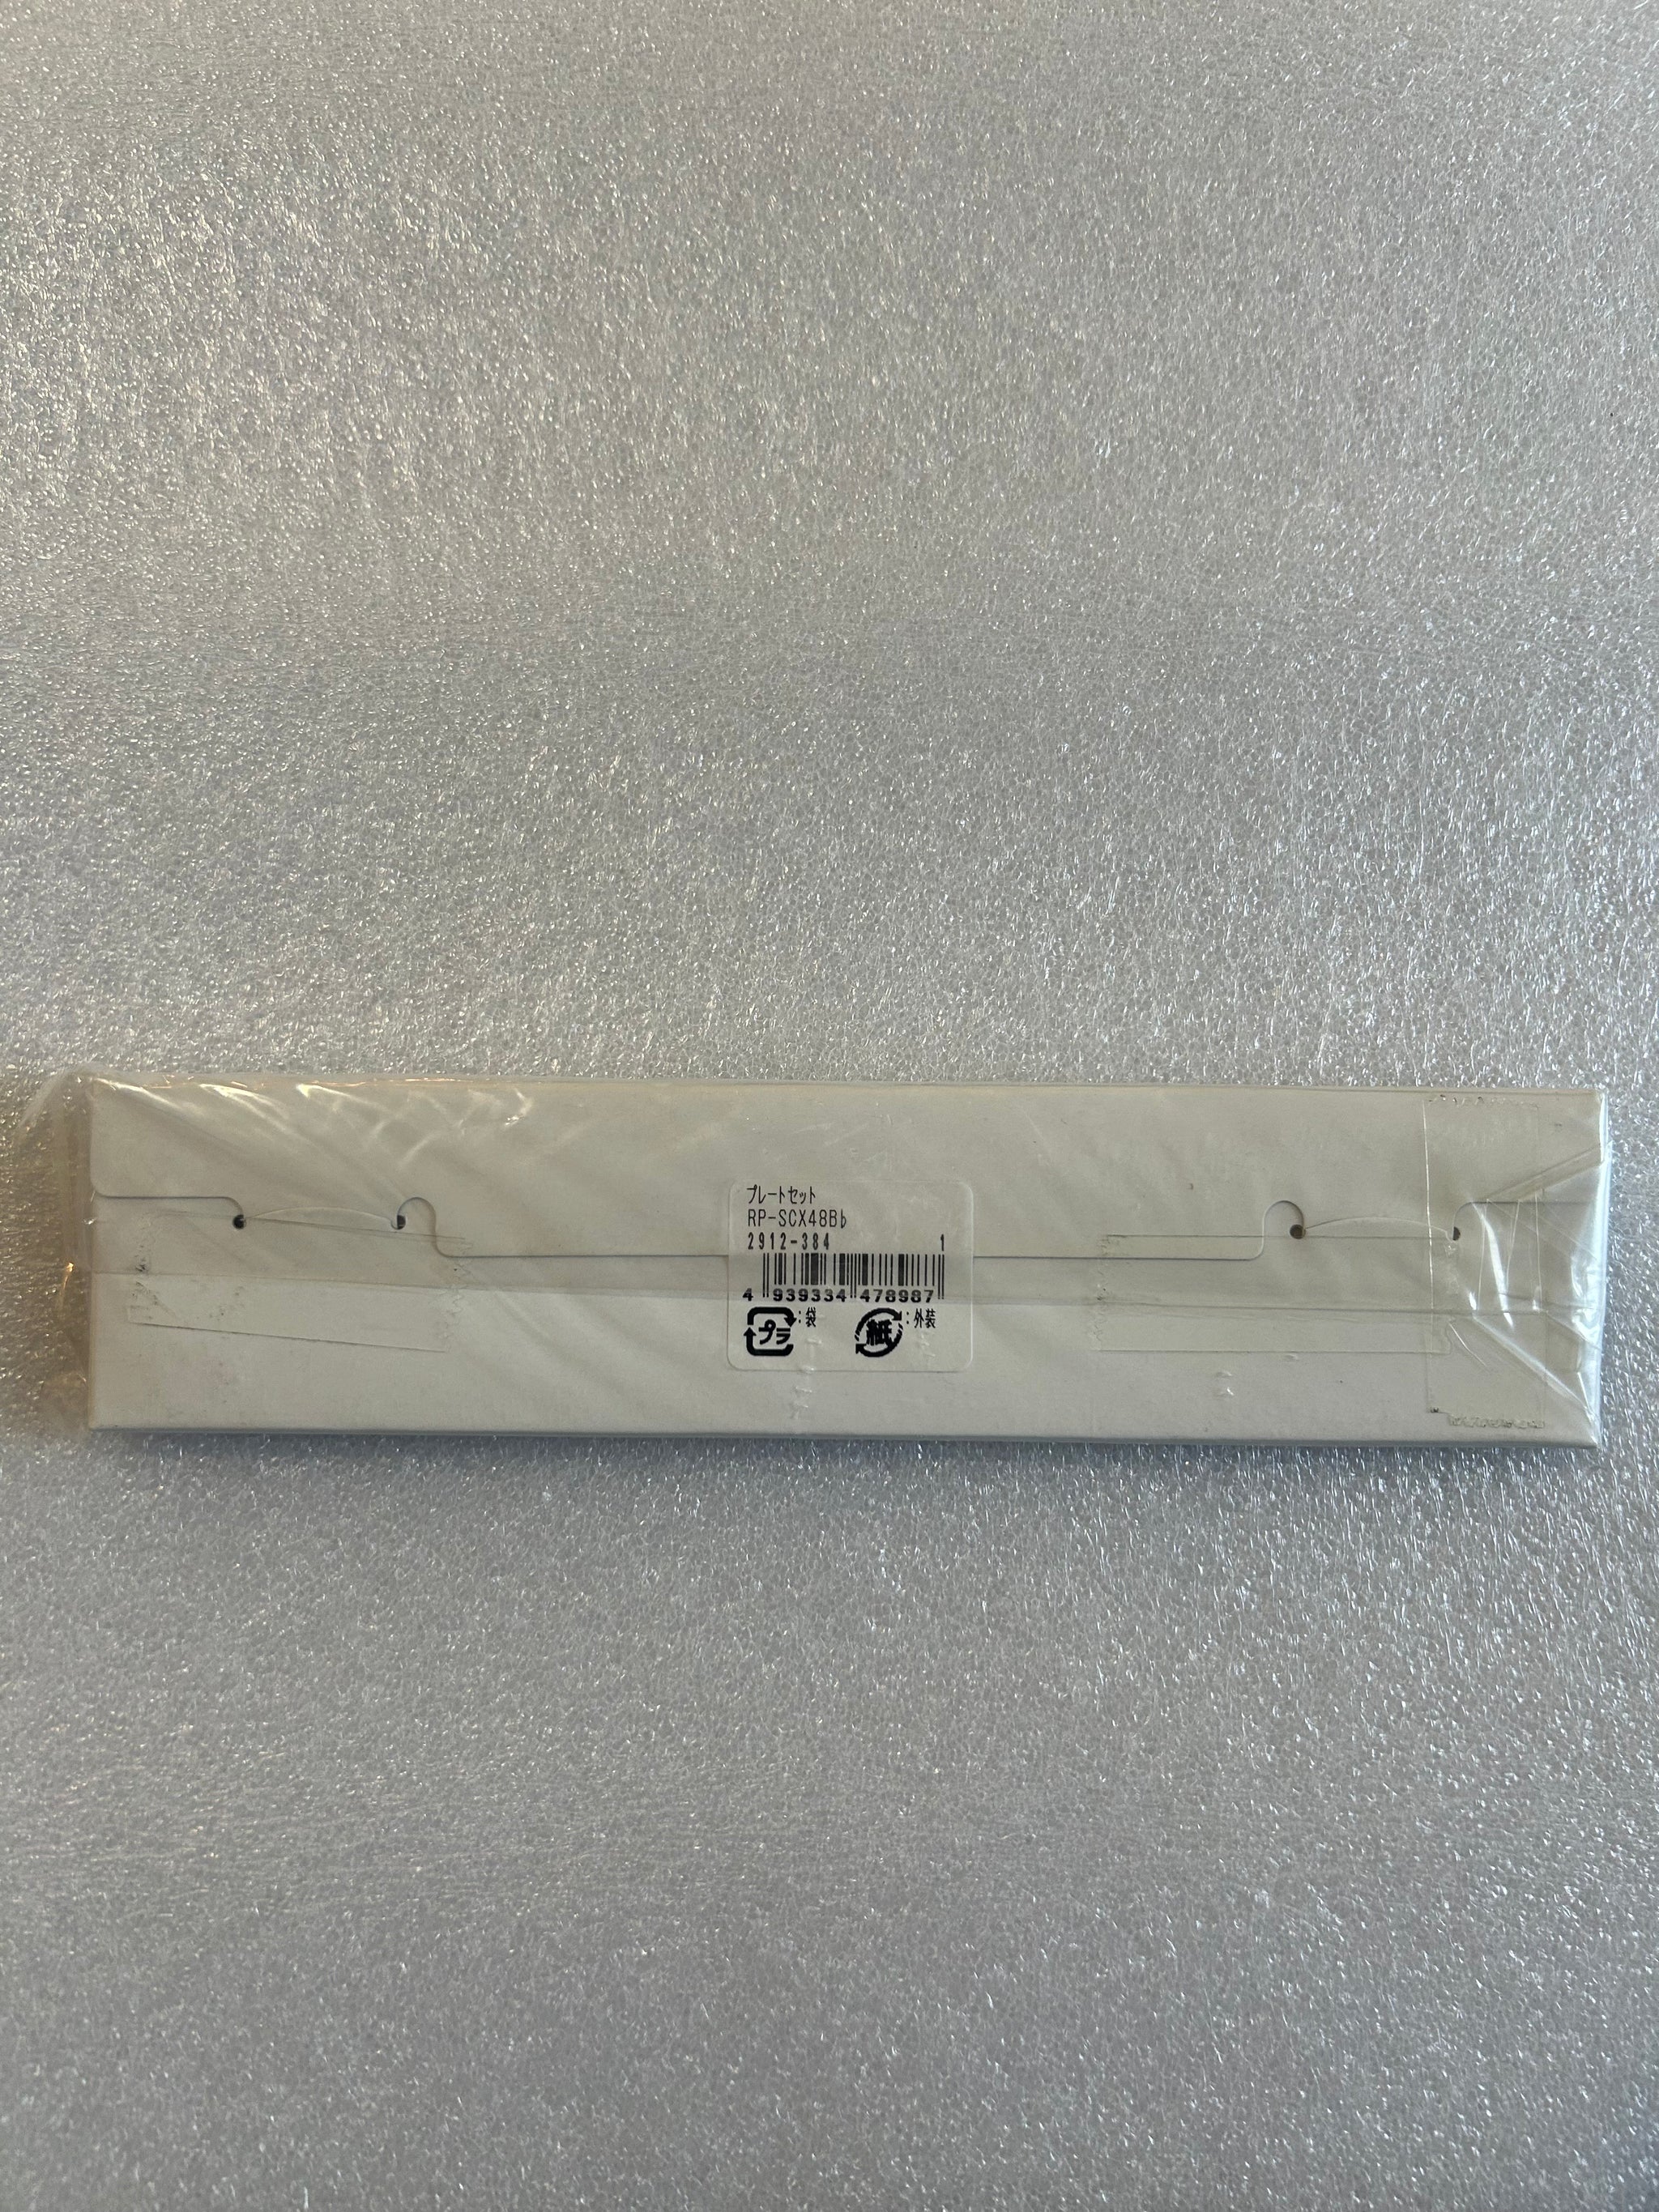 プレートセット
RP-SCX48B♭
2912-384 1
4 939334 478987
プラ :袋 紙 :外装